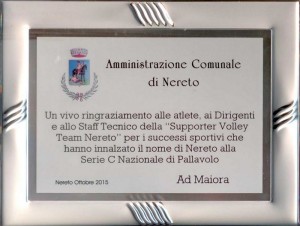 Amministrazione Comunale
di Nereto
Un vivo ringraziamento alle atlete, ai Dirigenti
e allo Staff Tecnico della "Supporter Volley
Team Nereto" per i successi sportivi che
hanno innalzato il nome di Nereto alla
Serie C Nazionale di Pallavolo
Nereto Ottobre 2015
Ad Maiora